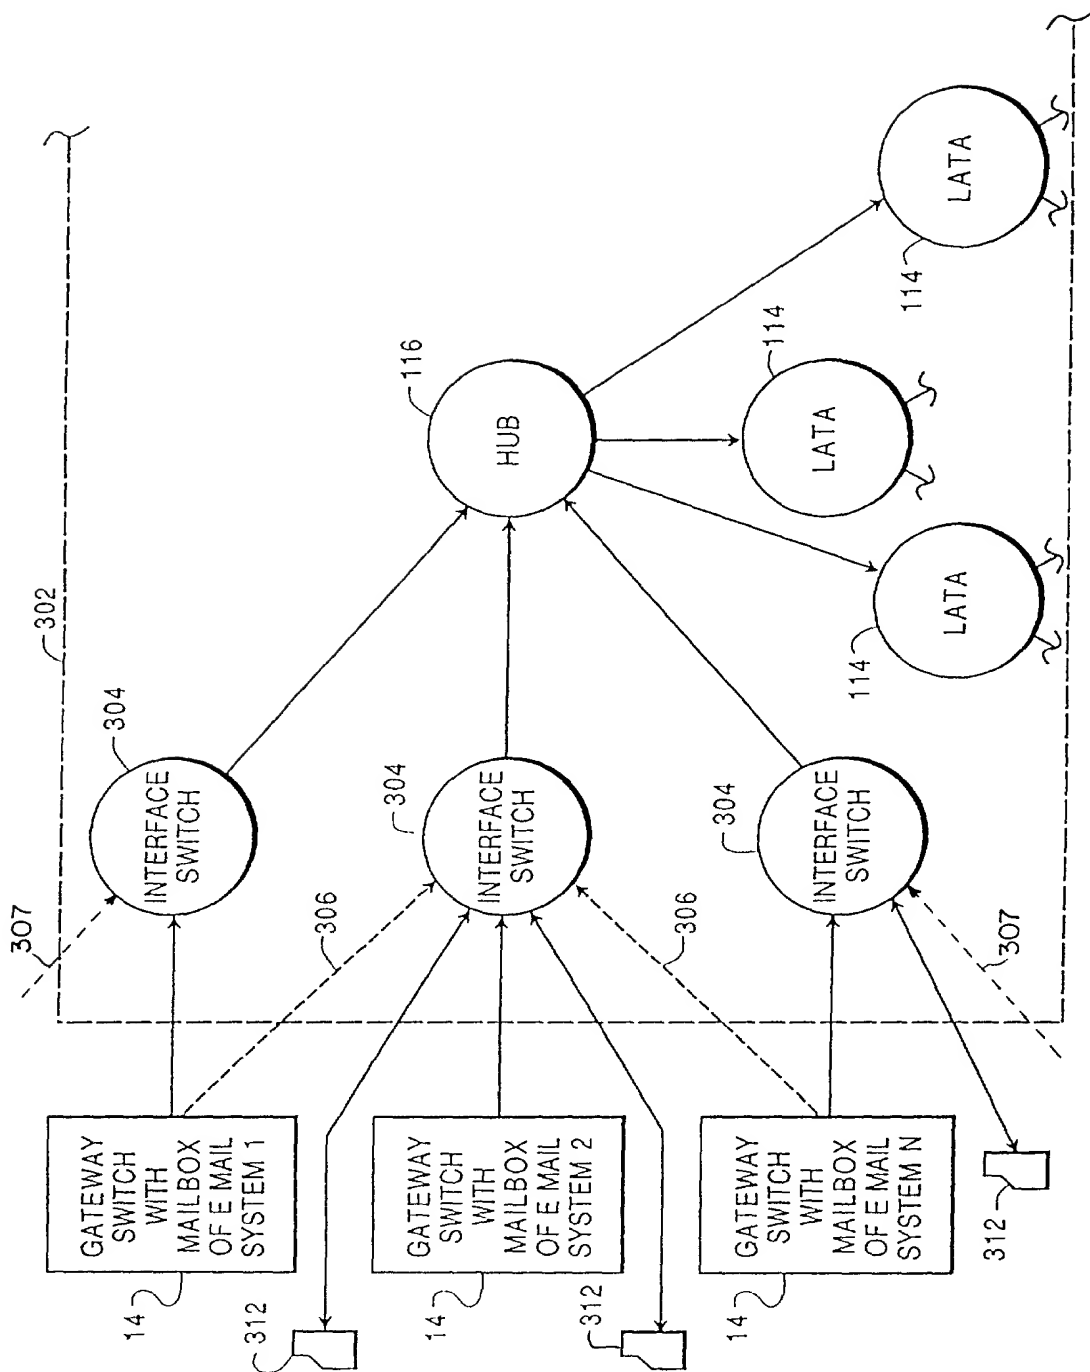 302
307
304
INTERFACE
SWITCH
GATEWAY
SWITCH
WITH
MAILBOX
OF E MAIL
SYSTEM 1
14
306
312
116
HUB
304
INTERFACE
SWITCH
GATEWAY
SWITCH
WITH
MAILBOX
OF E MAIL
SYSTEM 2
14
306
312
304
INTERFACE
SWITCH
307
GATEWAY
SWITCH
WITH
MAILBOX
OF E MAIL
SYSTEM N
14
312
114
LATA
114
LATA
114
LATA